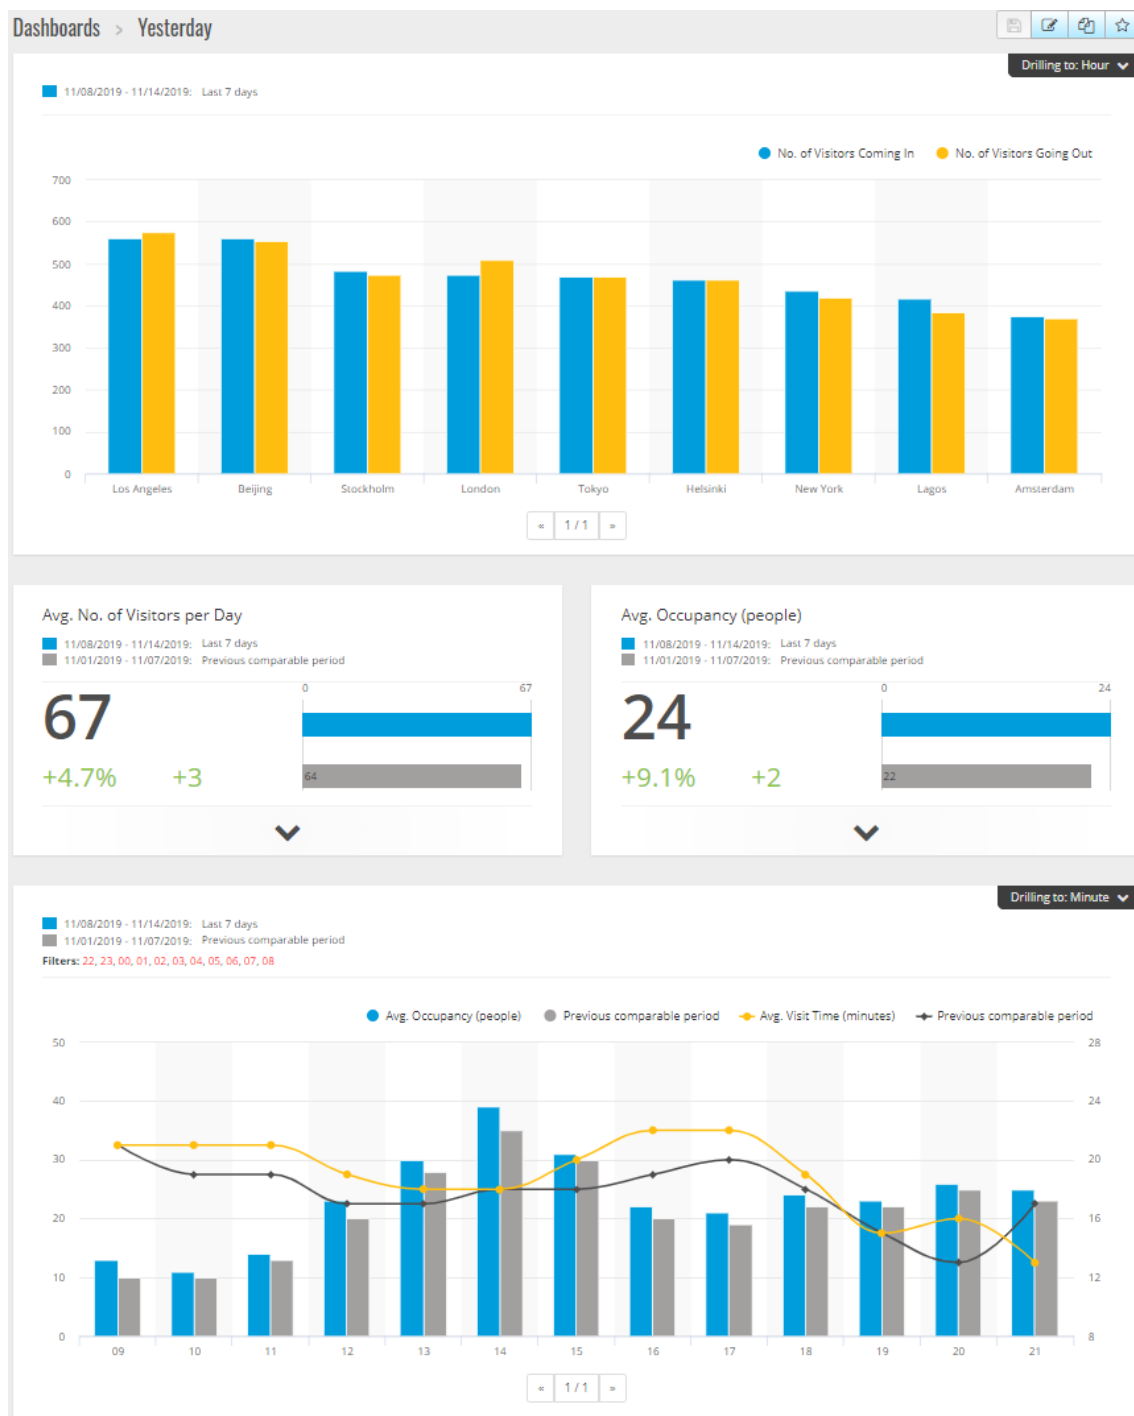 Dashboards > Yesterday
Drilling to: Hour
11/08/2019 - 11/14/2019: Last 7 days
No. of Visitors Coming In No. of Visitors Going Out
700
600
500
400
300
200
100
0
Los Angeles Beijing Stockholm London Tokyo Helsinki New York Lagos Amsterdam
« 1 / 1 »
Avg. No. of Visitors per Day
11/08/2019 - 11/14/2019: Last 7 days
11/01/2019 - 11/07/2019: Previous comparable period
0 67
67
+4.7% +3
64
Avg. Occupancy (people)
11/08/2019 - 11/14/2019: Last 7 days
11/01/2019 - 11/07/2019: Previous comparable period
0 24
24
+9.1% +2
22
Drilling to: Minute
11/08/2019 - 11/14/2019: Last 7 days
11/01/2019 - 11/07/2019: Previous comparable period
Filters: 22, 23, 00, 01, 02, 03, 04, 05, 06, 07, 08
Avg. Occupancy (people) Previous comparable period Avg. Visit Time (minutes) Previous comparable period
50 28
40 24
30 20
20 16
10 12
0 8
09 10 11 12 13 14 15 16 17 18 19 20 21
« 1 / 1 »